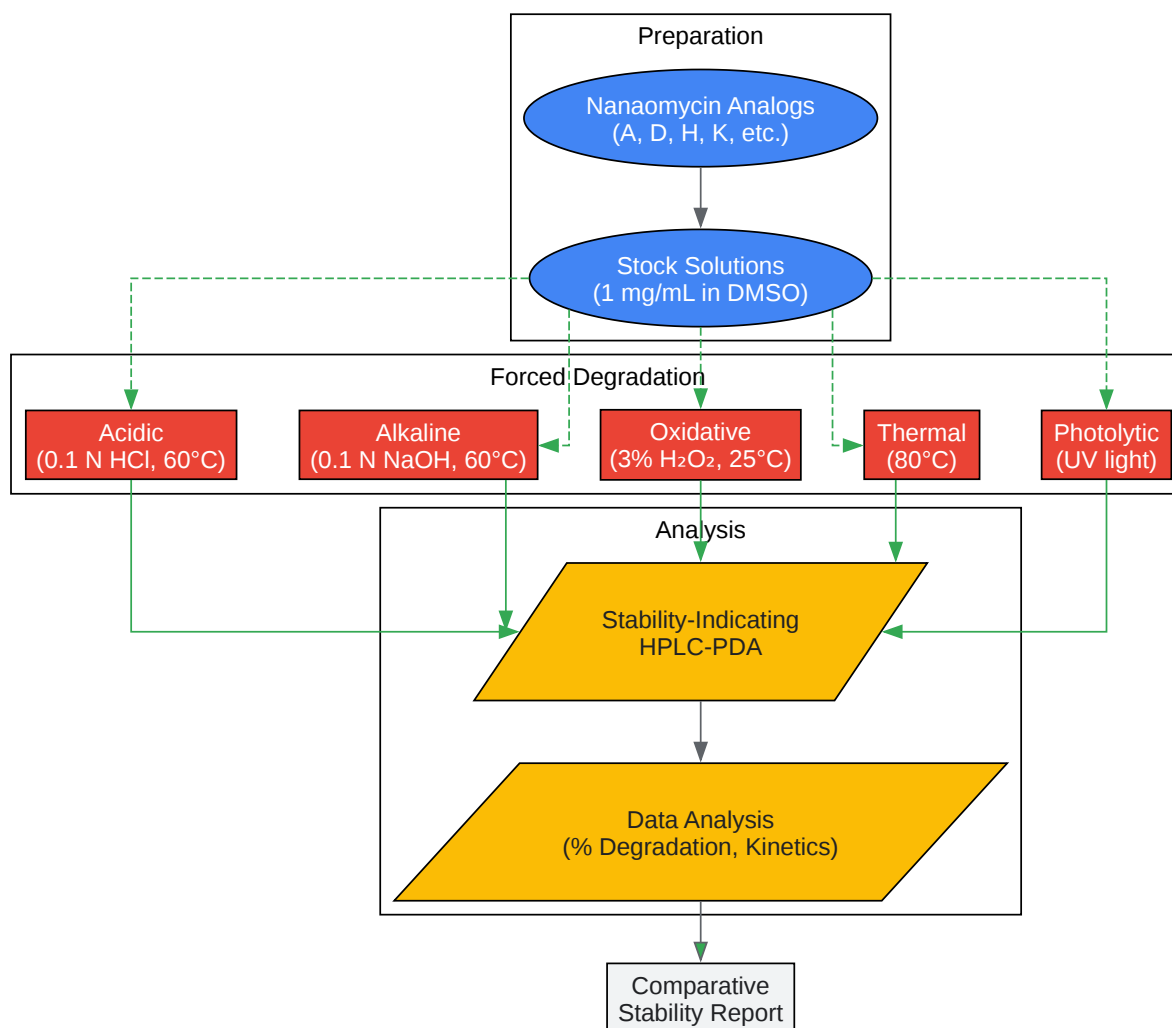 Preparation
Nanaomycin Analogs
(A, D, H, K, etc.)
Stock Solutions
(1 mg/mL in DMSO)
Forced Degradation
Acidic
(0.1 N HCl, 60°C)
Alkaline
(0.1 N NaOH, 60°C)
Oxidative
(3% H₂O₂, 25°C)
Thermal
(80°C)
Photolytic
(UV light)
Analysis
Stability-Indicating
HPLC-PDA
Data Analysis
(% Degradation, Kinetics)
Comparative
Stability Report